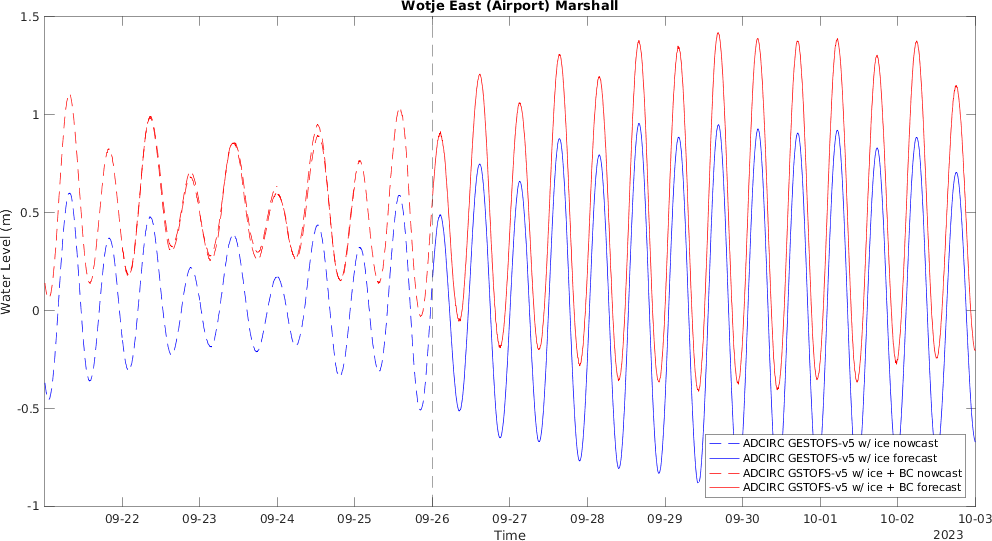 Wotje East (Airport) Marshall
1.5
1
0.5
0
-0.5
-1
Water Level (m)
ADCIRC GESTOFS-v5 w/ ice nowcast
ADCIRC GESTOFS-v5 w/ ice forecast
ADCIRC GSTOFS-v5 w/ ice + BC nowcast
ADCIRC GSTOFS-v5 w/ ice + BC forecast
09-22 09-23 09-24 09-25 09-26 09-27 09-28 09-29 09-30 10-01 10-02 10-03
Time
2023